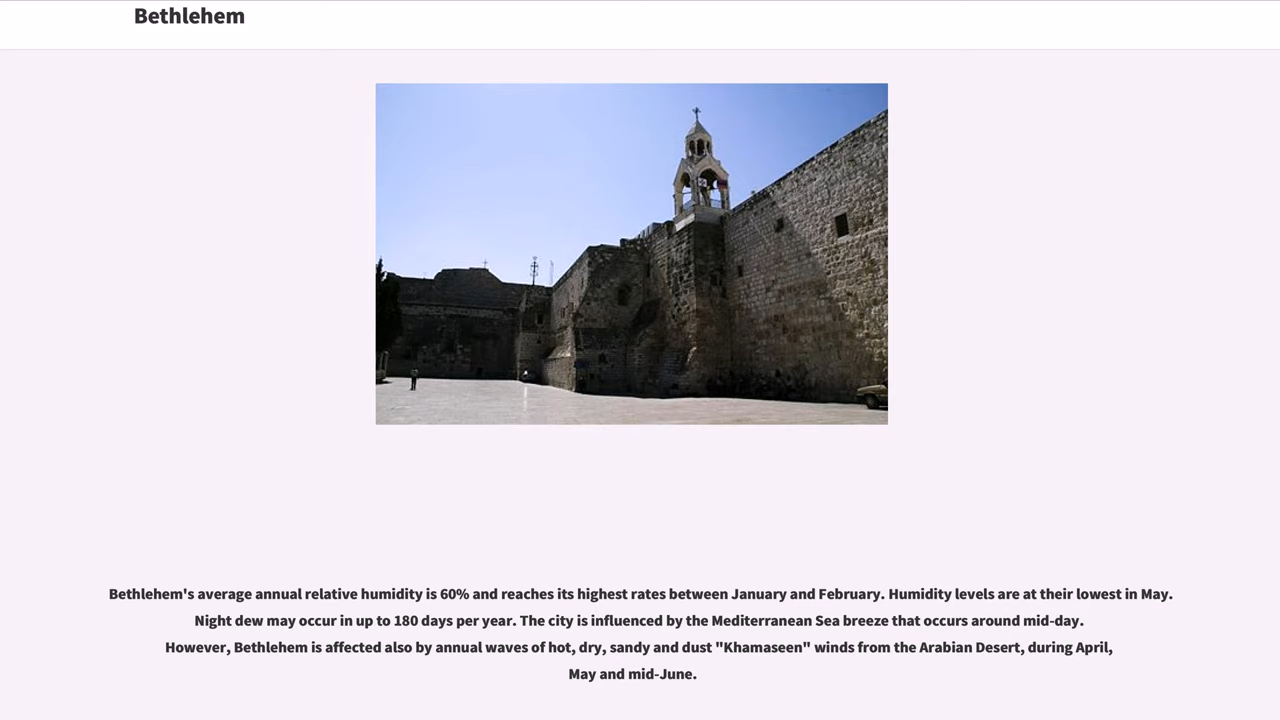 Bethlehem
Bethlehem's average annual relative humidity is 60% and reaches its highest rates between January and February. Humidity levels are at their lowest in May.
Night dew may occur in up to 180 days per year. The city is influenced by the Mediterranean Sea breeze that occurs around mid-day.
However, Bethlehem is affected also by annual waves of hot, dry, sandy and dust "Khamaseen" winds from the Arabian Desert, during April,
May and mid-June.